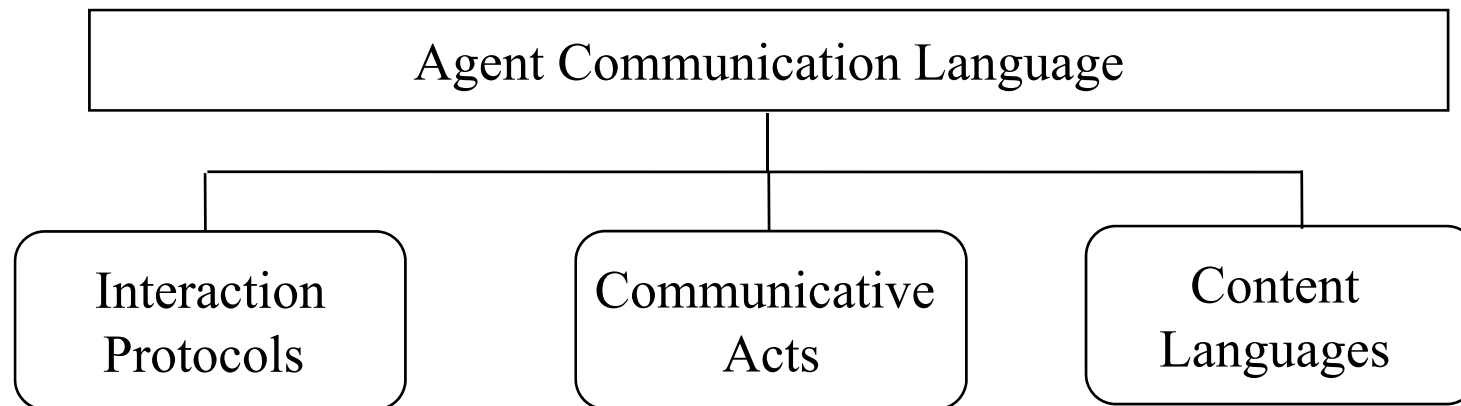 Agent Communication Language
Interaction
Protocols
Communicative
Acts
Content
Languages